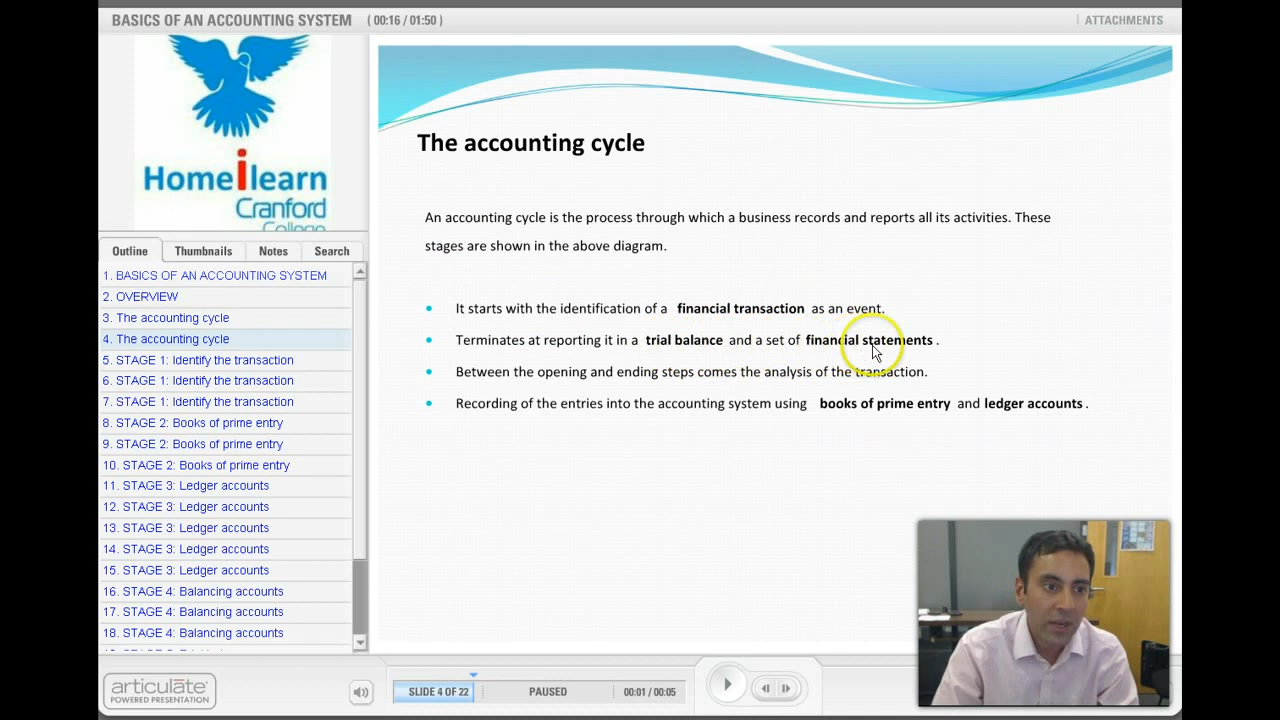 BASICS OF AN ACCOUNTING SYSTEM ( 00:16 / 01:50 )
ATTACHMENTS
Home i learn
Cranford
College
Outline Thumbnails Notes Search
1. BASICS OF AN ACCOUNTING SYSTEM
2. OVERVIEW
3. The accounting cycle
4. The accounting cycle
5. STAGE 1: Identify the transaction
6. STAGE 1: Identify the transaction
7. STAGE 1: Identify the transaction
8. STAGE 2: Books of prime entry
9. STAGE 2: Books of prime entry
10. STAGE 2: Books of prime entry
11. STAGE 3: Ledger accounts
12. STAGE 3: Ledger accounts
13. STAGE 3: Ledger accounts
14. STAGE 3: Ledger accounts
15. STAGE 3: Ledger accounts
16. STAGE 4: Balancing accounts
17. STAGE 4: Balancing accounts
18. STAGE 4: Balancing accounts
The accounting cycle
An accounting cycle is the process through which a business records and reports all its activities. These
stages are shown in the above diagram.
• It starts with the identification of a financial transaction as an event.
• Terminates at reporting it in a trial balance and a set of financial statements .
• Between the opening and ending steps comes the analysis of the transaction.
• Recording of the entries into the accounting system using books of prime entry and ledger accounts .
articulate
POWERED PRESENTATION
SLIDE 4 OF 22 PAUSED 00:01 / 00:05